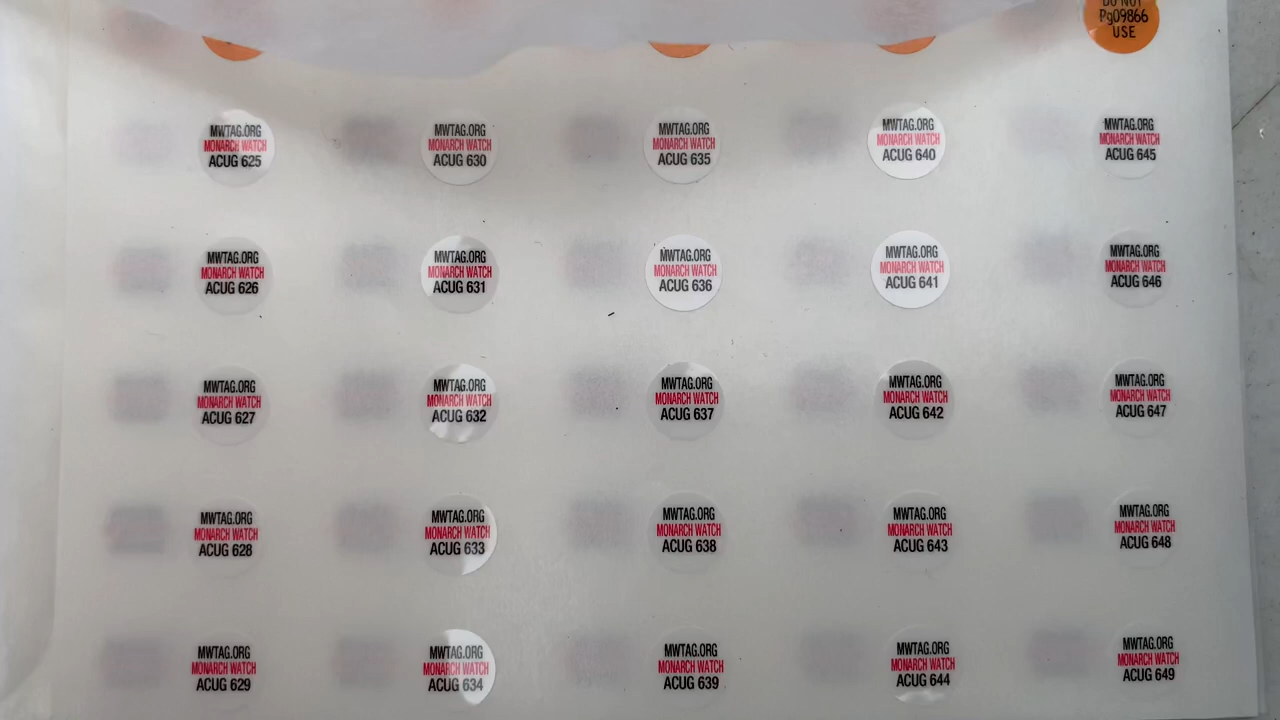 DO NOT
Pg09866
USE
MWTAG.ORG
MONARCH WATCH
ACUG 625
MWTAG.ORG
MONARCH WATCH
ACUG 630
MWTAG.ORG
MONARCH WATCH
ACUG 635
MWTAG.ORG
MONARCH WATCH
ACUG 640
MWTAG.ORG
MONARCH WATCH
ACUG 645
MWTAG.ORG
MONARCH WATCH
ACUG 626
MWTAG.ORG
MONARCH WATCH
ACUG 631
MWTAG.ORG
MONARCH WATCH
ACUG 636
MWTAG.ORG
MONARCH WATCH
ACUG 641
MWTAG.ORG
MONARCH WATCH
ACUG 646
MWTAG.ORG
MONARCH WATCH
ACUG 627
MWTAG.ORG
MONARCH WATCH
ACUG 632
MWTAG.ORG
MONARCH WATCH
ACUG 637
MWTAG.ORG
MONARCH WATCH
ACUG 642
MWTAG.ORG
MONARCH WATCH
ACUG 647
MWTAG.ORG
MONARCH WATCH
ACUG 628
MWTAG.ORG
MONARCH WATCH
ACUG 633
MWTAG.ORG
MONARCH WATCH
ACUG 638
MWTAG.ORG
MONARCH WATCH
ACUG 643
MWTAG.ORG
MONARCH WATCH
ACUG 648
MWTAG.ORG
MONARCH WATCH
ACUG 629
MWTAG.ORG
MONARCH WATCH
ACUG 634
MWTAG.ORG
MONARCH WATCH
ACUG 639
MWTAG.ORG
MONARCH WATCH
ACUG 644
MWTAG.ORG
MONARCH WATCH
ACUG 649